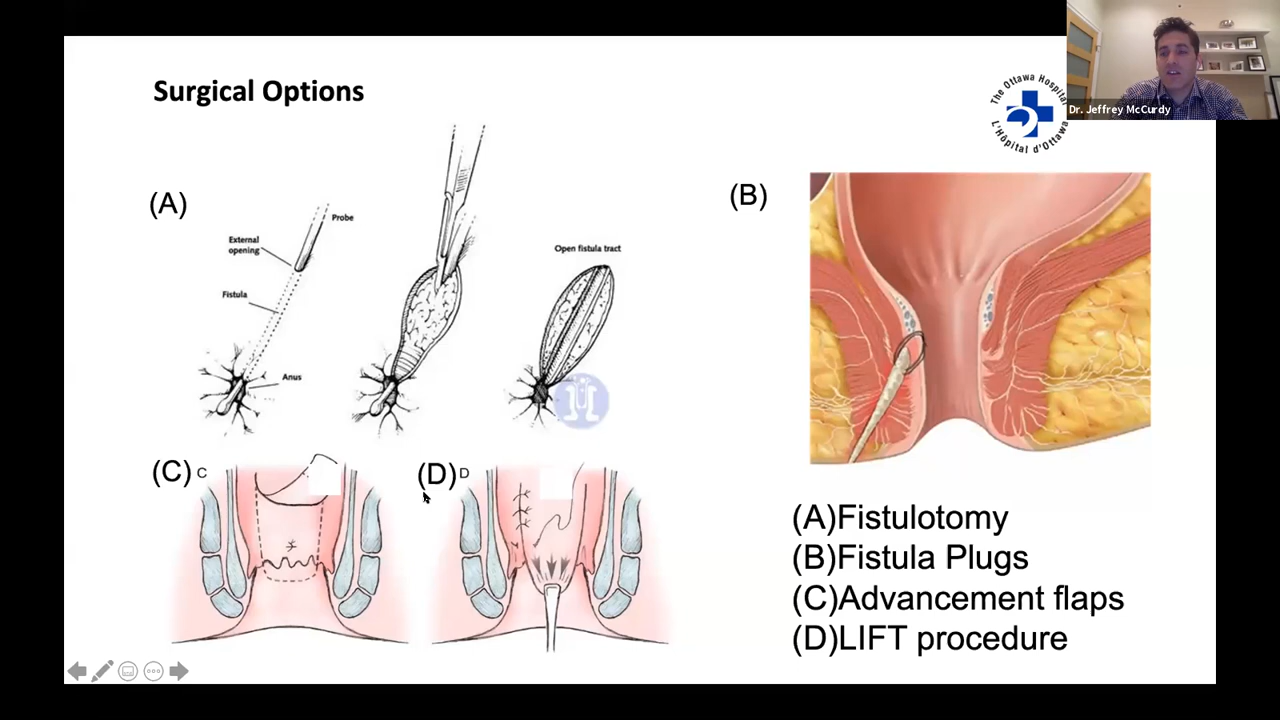 Surgical Options
The Ottawa Hospital
L'Hôpital d'Ottawa
Dr. Jeffrey McCurdy
(A)
Probe
External
opening
Fistula
Anus
Open fistula tract
(B)
(C) C
(D) D
(A)Fistulotomy
(B)Fistula Plugs
(C)Advancement flaps
(D)LIFT procedure